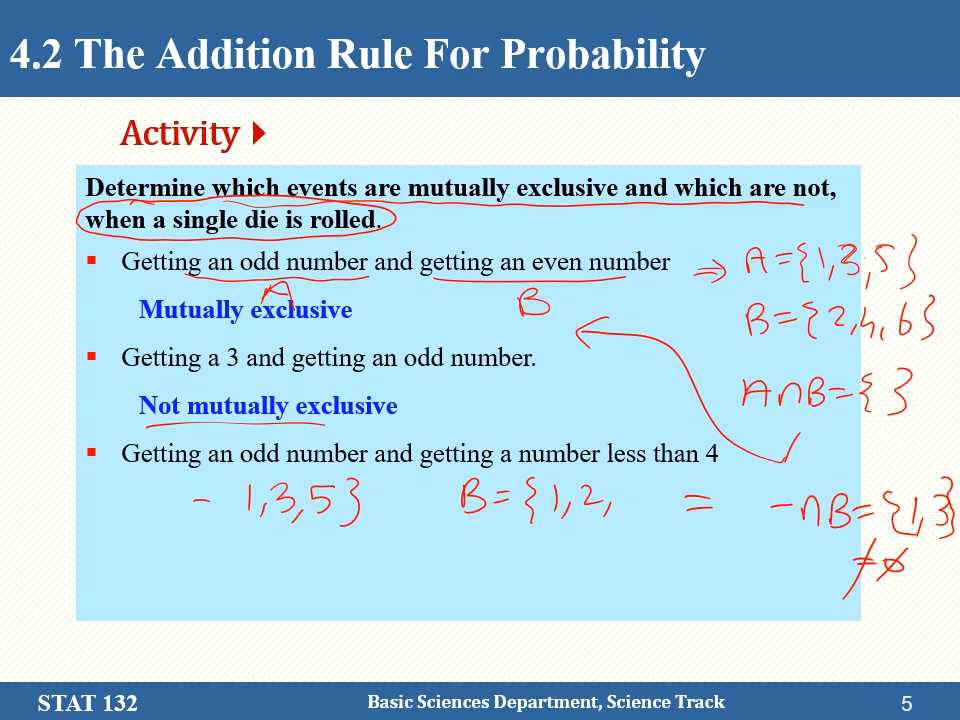 4.2 The Addition Rule For Probability
Activity
Determine which events are mutually exclusive and which are not,
when a single die is rolled.
▪ Getting an odd number and getting an even number
A B
⇒ A={1,3,5}
B={2,4,6}
Mutually exclusive
A∩B={ }
▪ Getting a 3 and getting an odd number.
Not mutually exclusive
▪ Getting an odd number and getting a number less than 4
- 1,3,5} B={1,2, = -∩B={1,3}
≠∅
STAT 132
Basic Sciences Department, Science Track
5